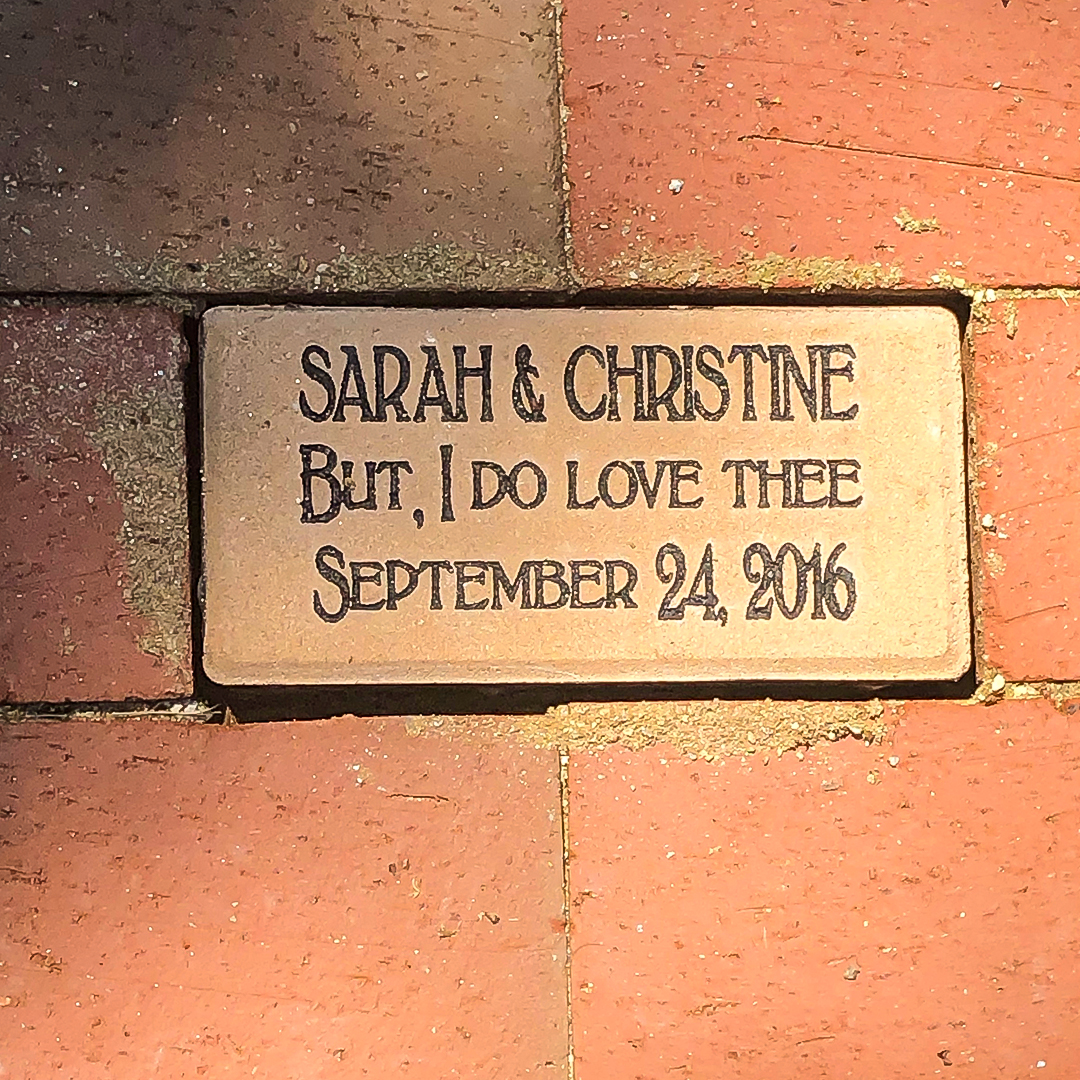 SARAH & CHRISTINE
BUT, I DO LOVE THEE
SEPTEMBER 24, 2016